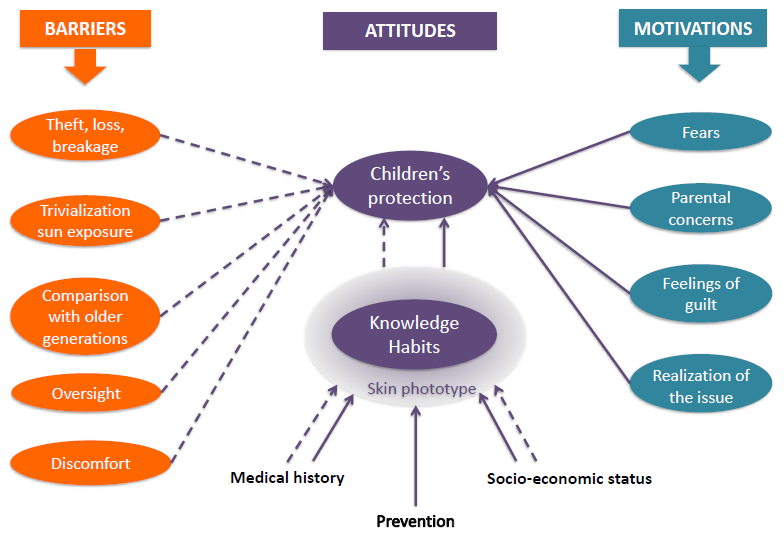 BARRIERS
ATTITUDES
MOTIVATIONS
Theft, loss,
breakage
Trivialization
sun exposure
Comparison
with older
generations
Oversight
Discomfort
Children’s
protection
Knowledge
Habits
Skin phototype
Medical history
Socio-economic status
Prevention
Fears
Parental
concerns
Feelings of
guilt
Realization of
the issue